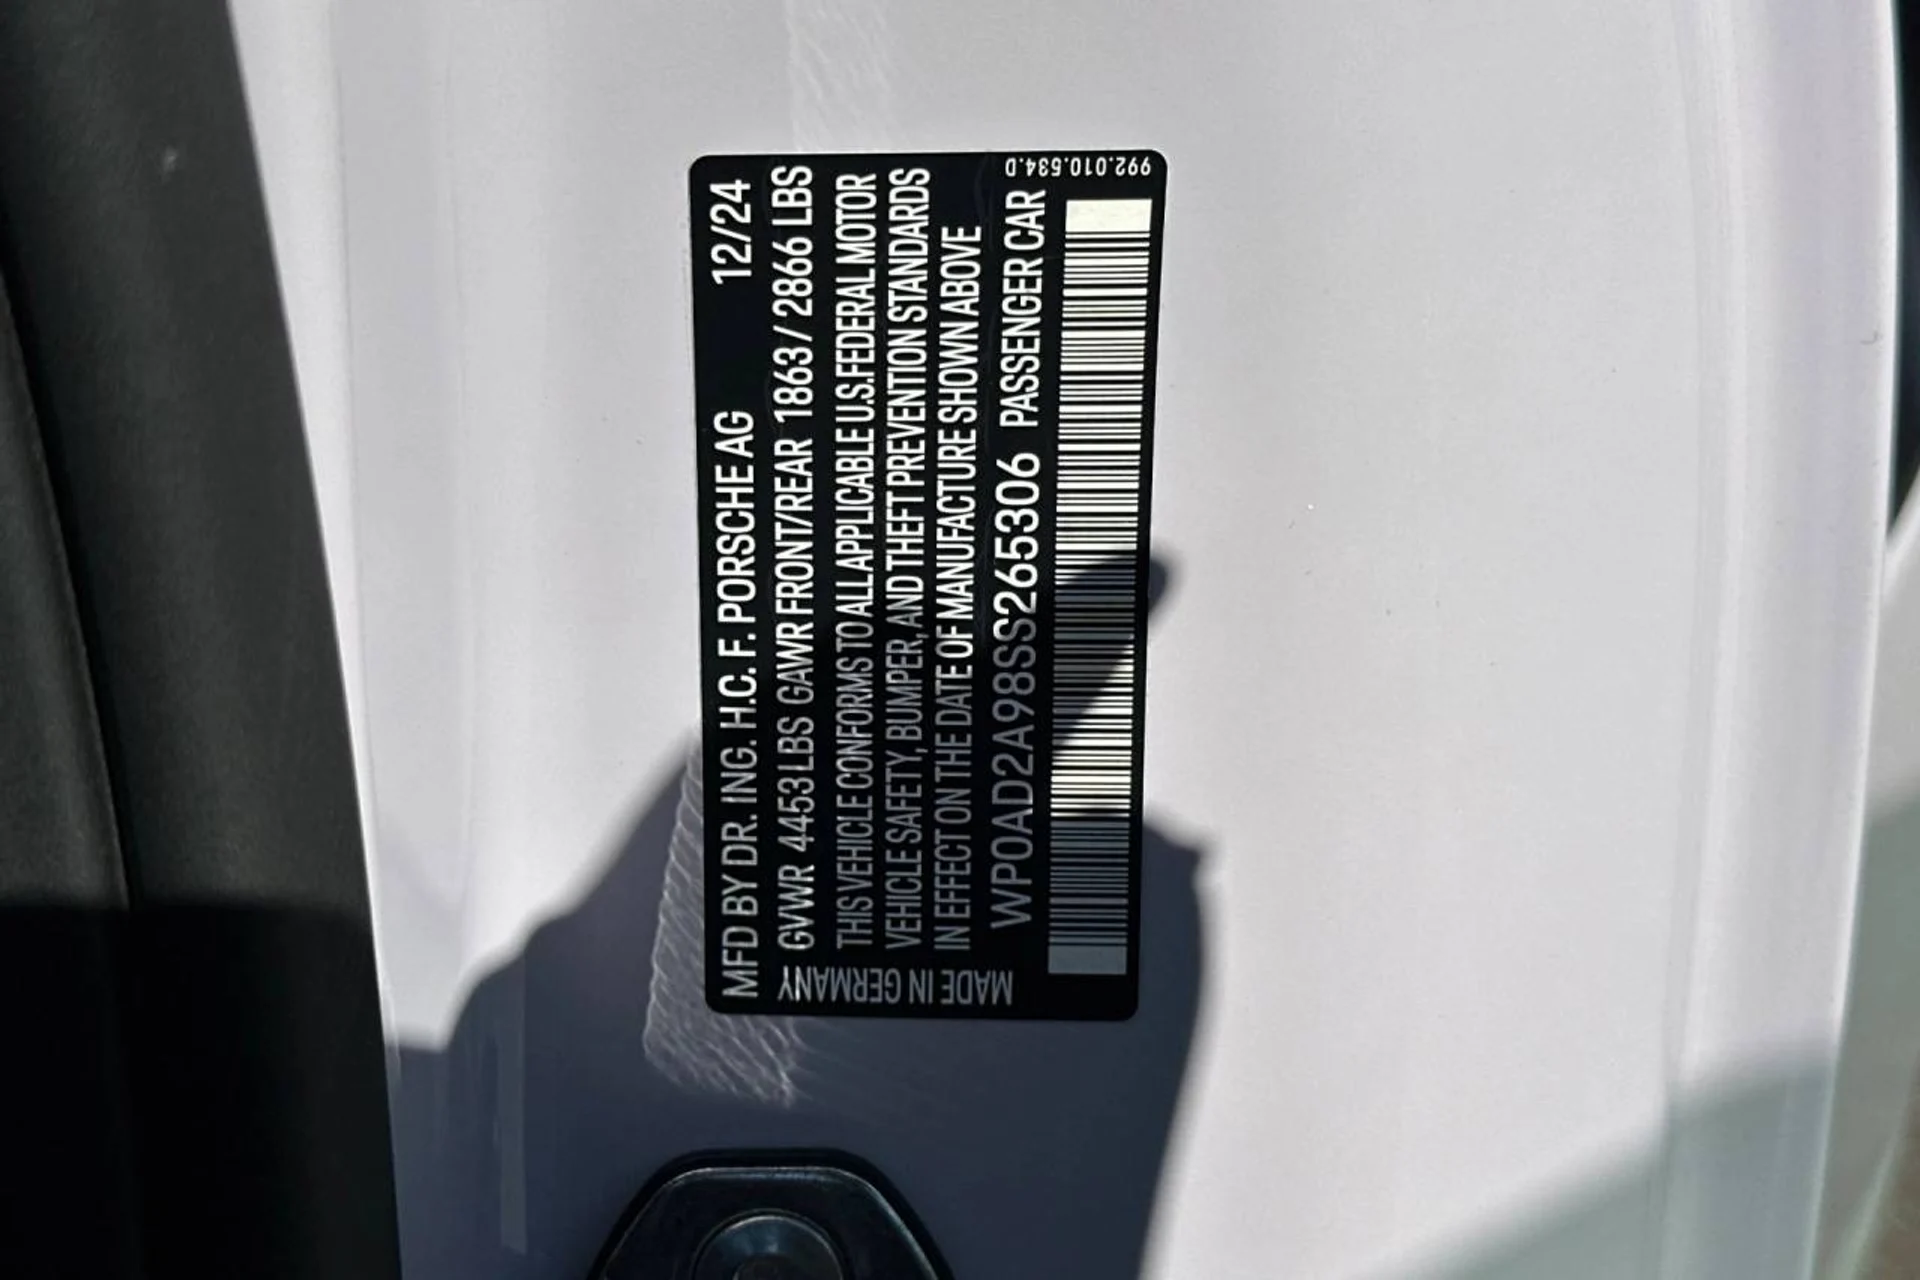 MFD BY DR. ING. H.C. F. PORSCHE AG 12/24
GVWR 4453 LBS GAWR FRONT/REAR 1863 / 2866 LBS
THIS VEHICLE CONFORMS TO ALL APPLICABLE U.S. FEDERAL MOTOR
VEHICLE SAFETY, BUMPER, AND THEFT PREVENTION STANDARDS
IN EFFECT ON THE DATE OF MANUFACTURE SHOWN ABOVE
WP0AD2A98SS265306 PASSENGER CAR
MADE IN GERMANY
992.010.534.D